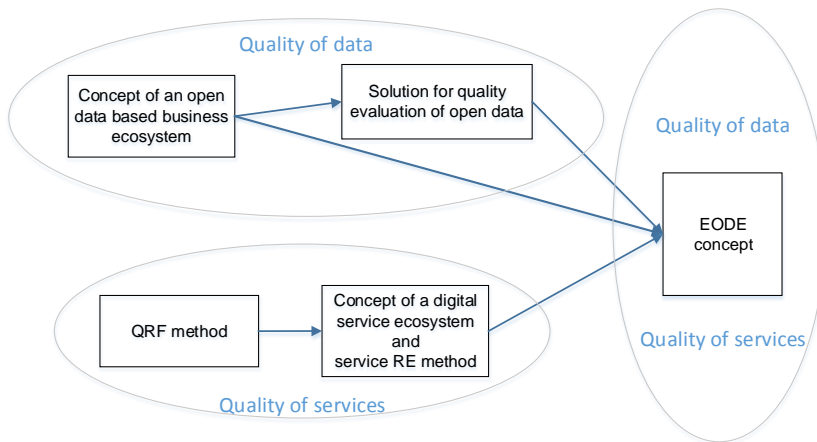 Quality of data
Concept of an open
data based business
ecosystem
Solution for quality
evaluation of open data
Quality of data
EODE
concept
Quality of services
QRF method
Concept of a digital
service ecosystem
and
service RE method
Quality of services